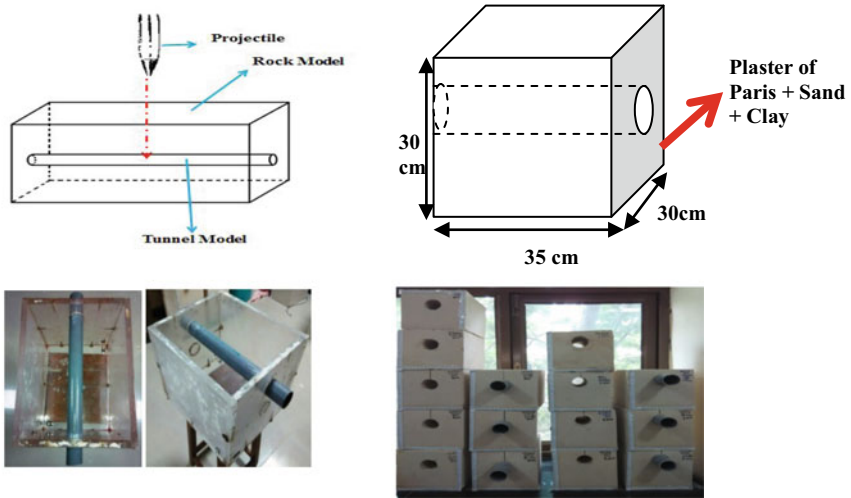 Projectile
Rock Model
Tunnel Model
30
cm
Plaster of
Paris + Sand
+ Clay
30cm
35 cm